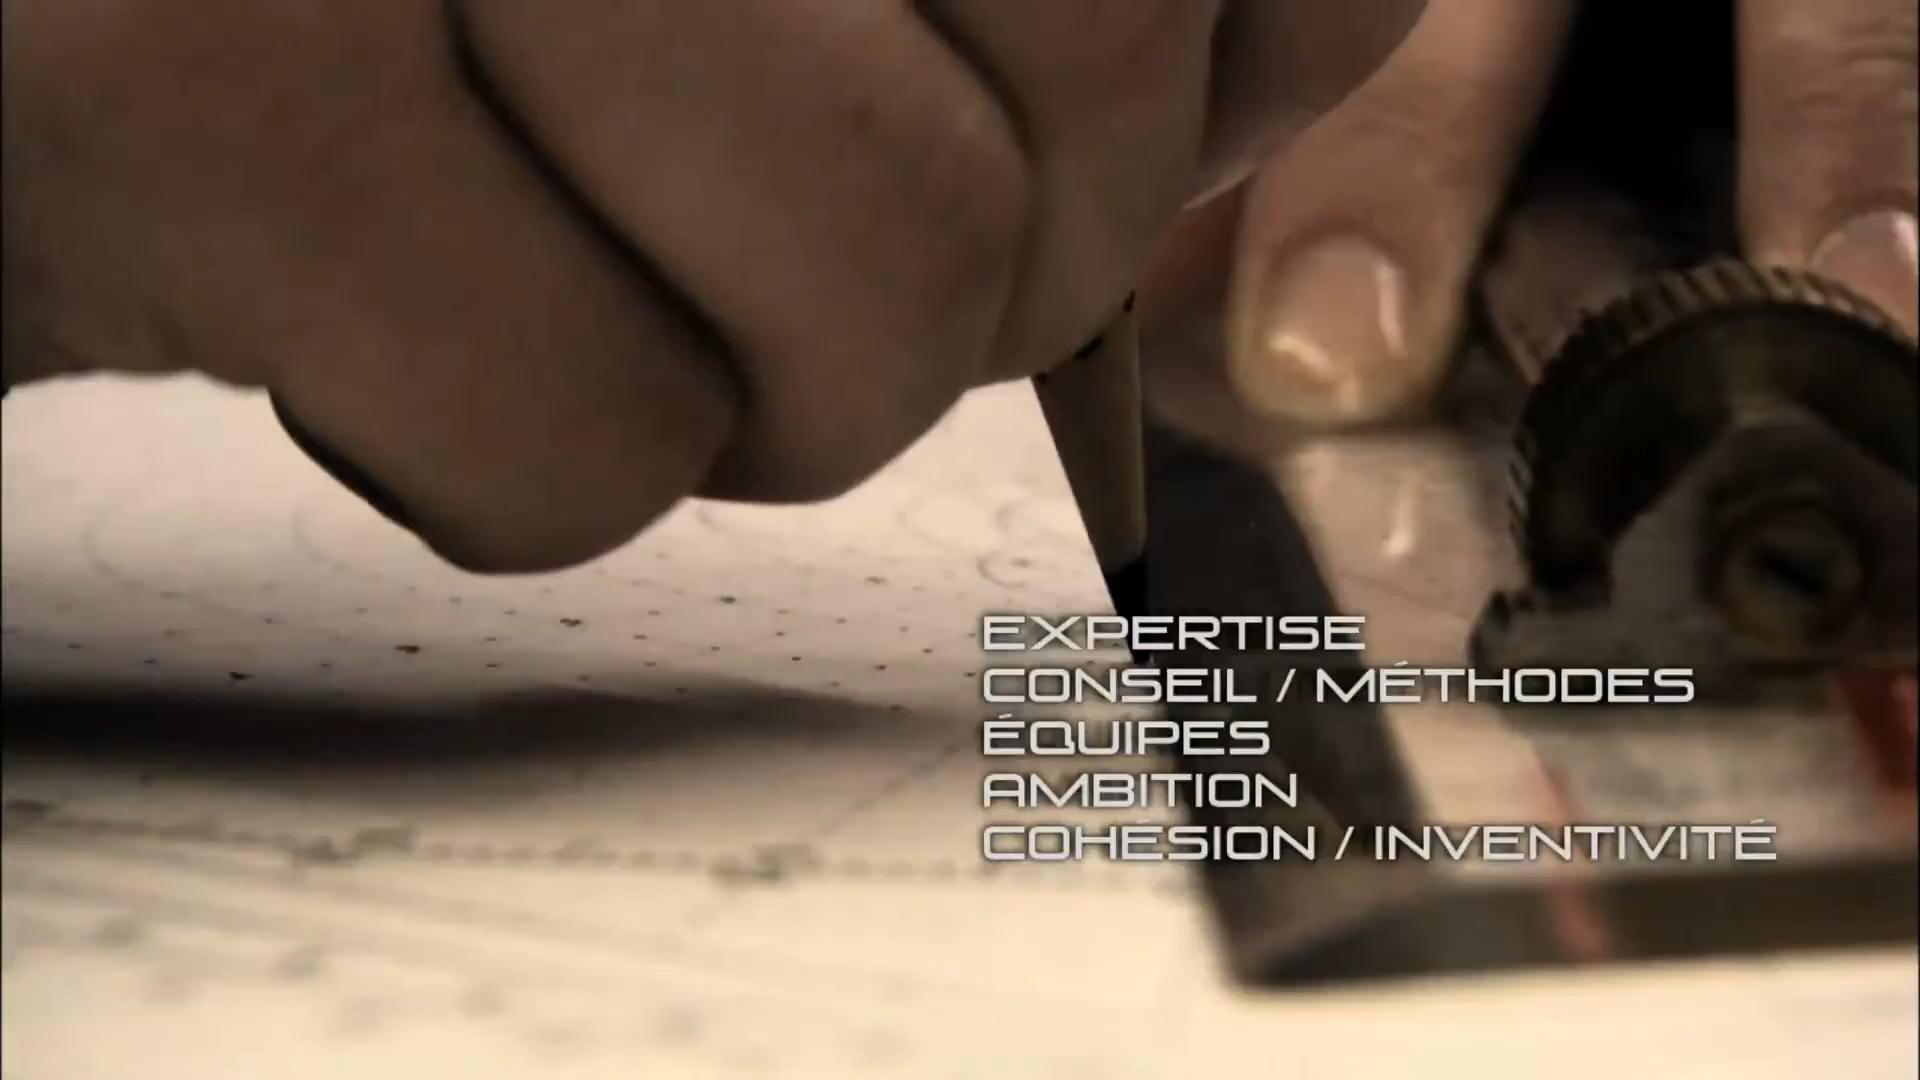 EXPERTISE
CONSEIL / MÉTHODES
ÉQUIPES
AMBITION
COHÉSION / INVENTIVITÉ